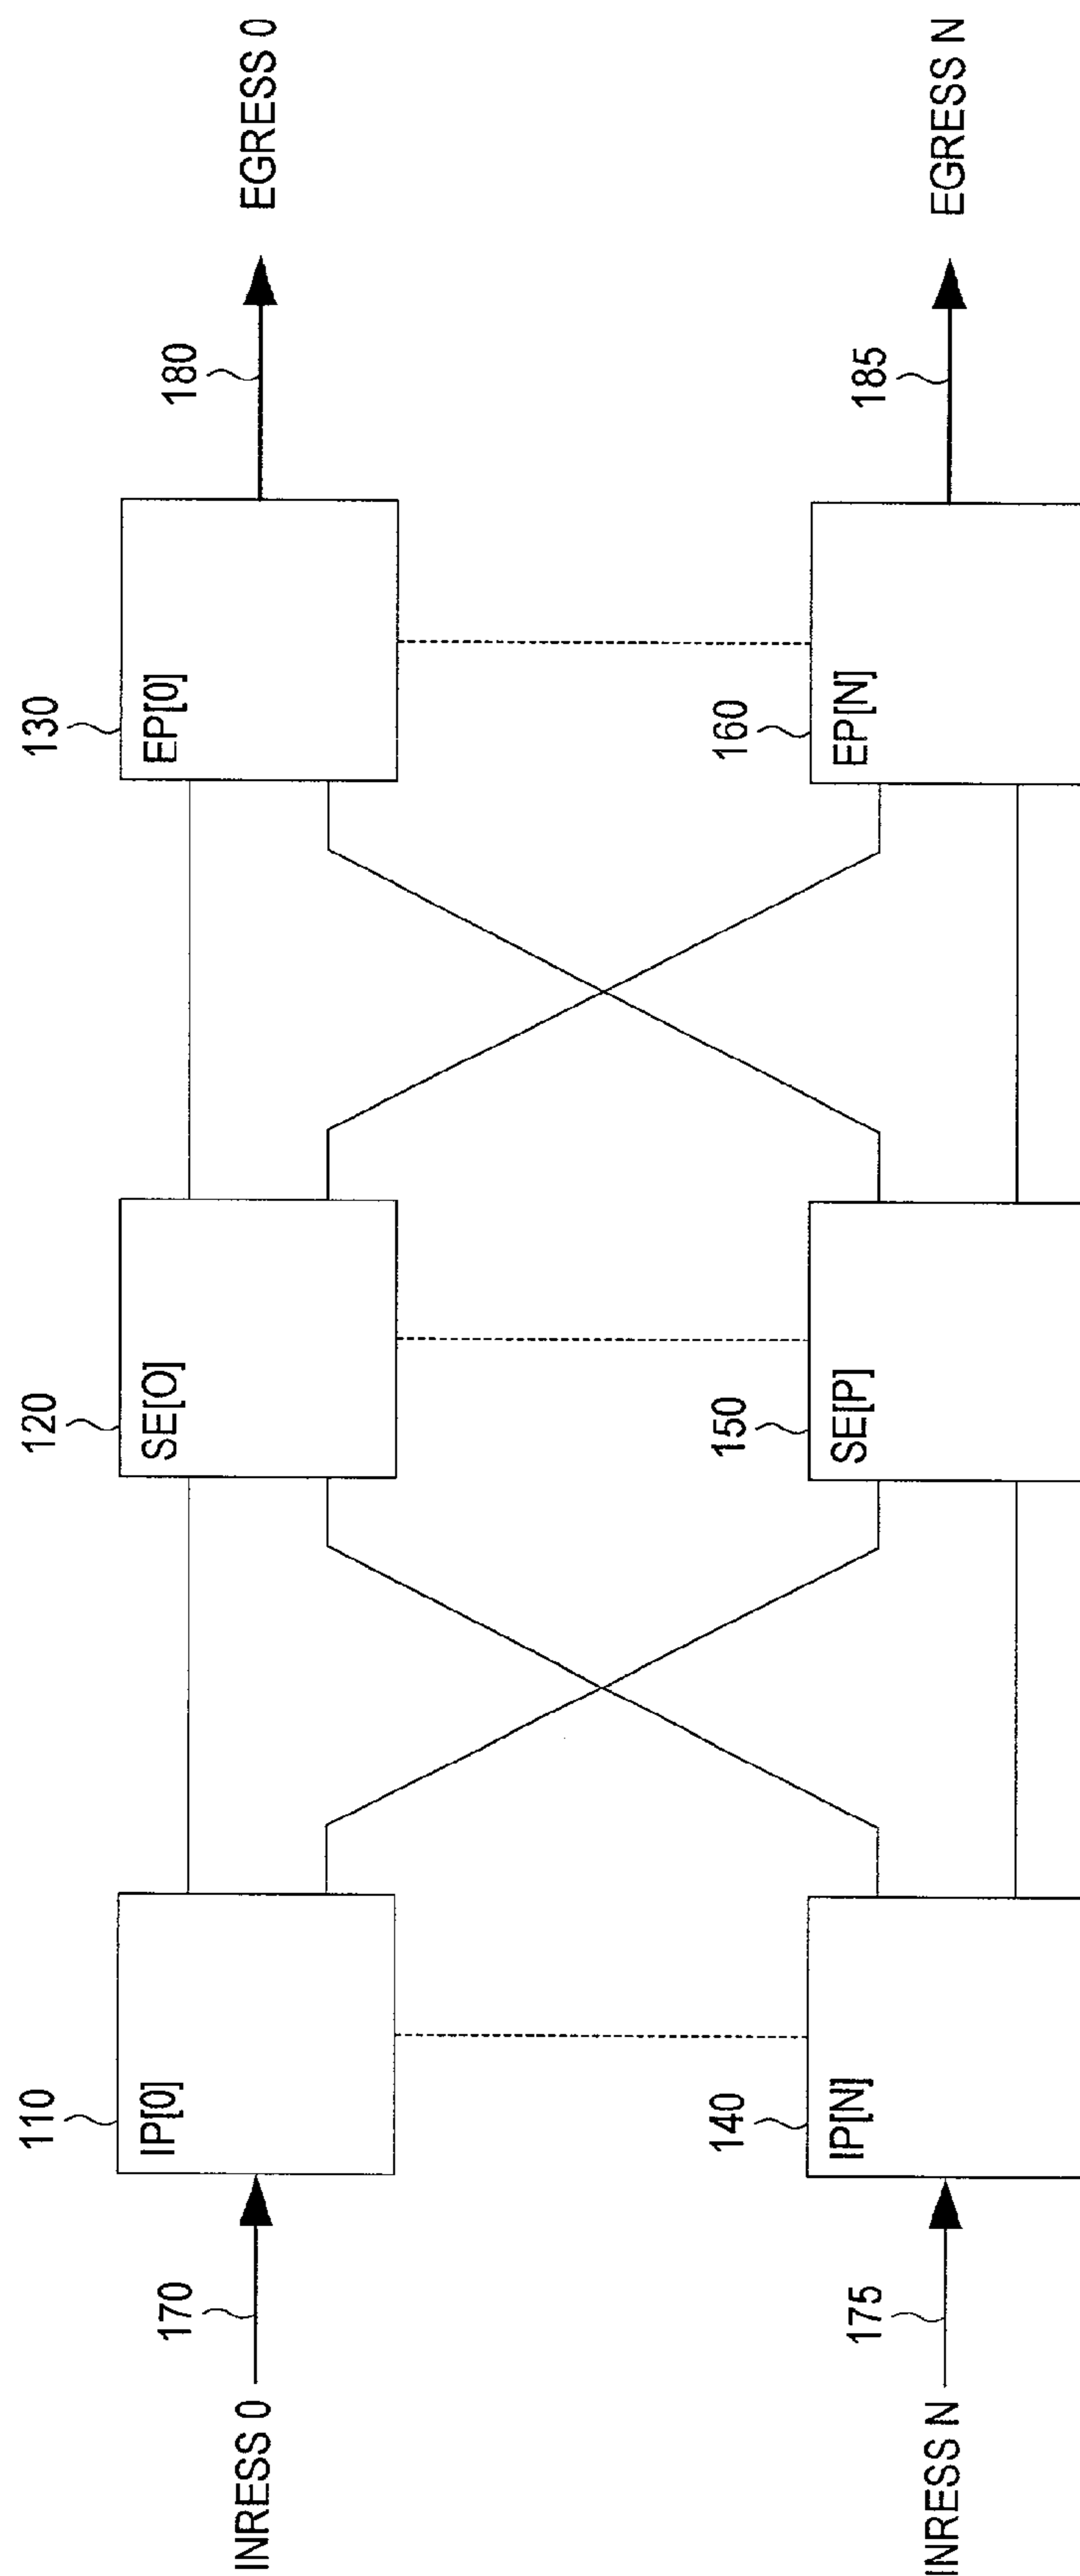 110
IP[0]
170
INRESS 0
120
SE[O]
130
EP[0]
180
EGRESS 0
140
IP[N]
175
INRESS N
150
SE[P]
160
EP[N]
185
EGRESS N